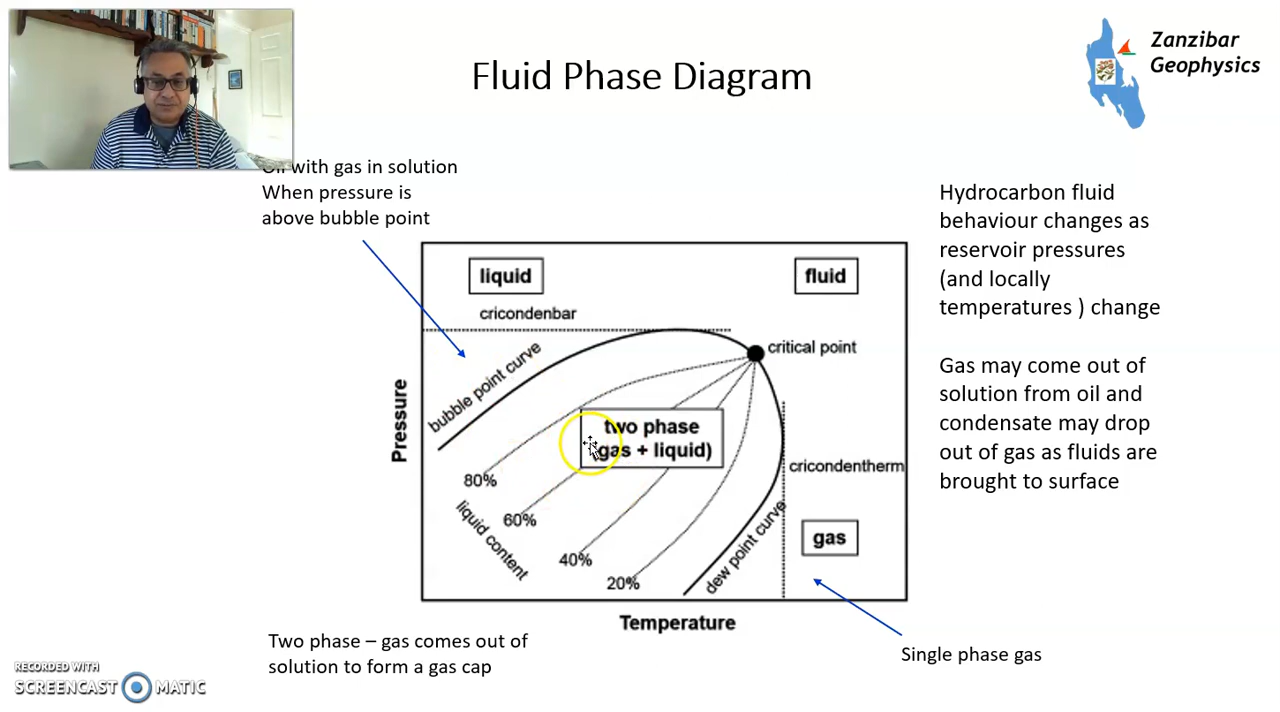 Fluid Phase Diagram
Zanzibar
Geophysics
with gas in solution
When pressure is
above bubble point
Hydrocarbon fluid
behaviour changes as
reservoir pressures
(and locally
temperatures ) change
Gas may come out of
solution from oil and
condensate may drop
out of gas as fluids are
brought to surface
liquid
fluid
cricondenbar
critical point
bubble point curve
Pressure
two phase
gas + liquid)
cricondentherm
80%
60%
40%
20%
liquid content
dew point curve
gas
Temperature
Two phase – gas comes out of
solution to form a gas cap
Single phase gas
RECORDED WITH
SCREENCAST MATIC